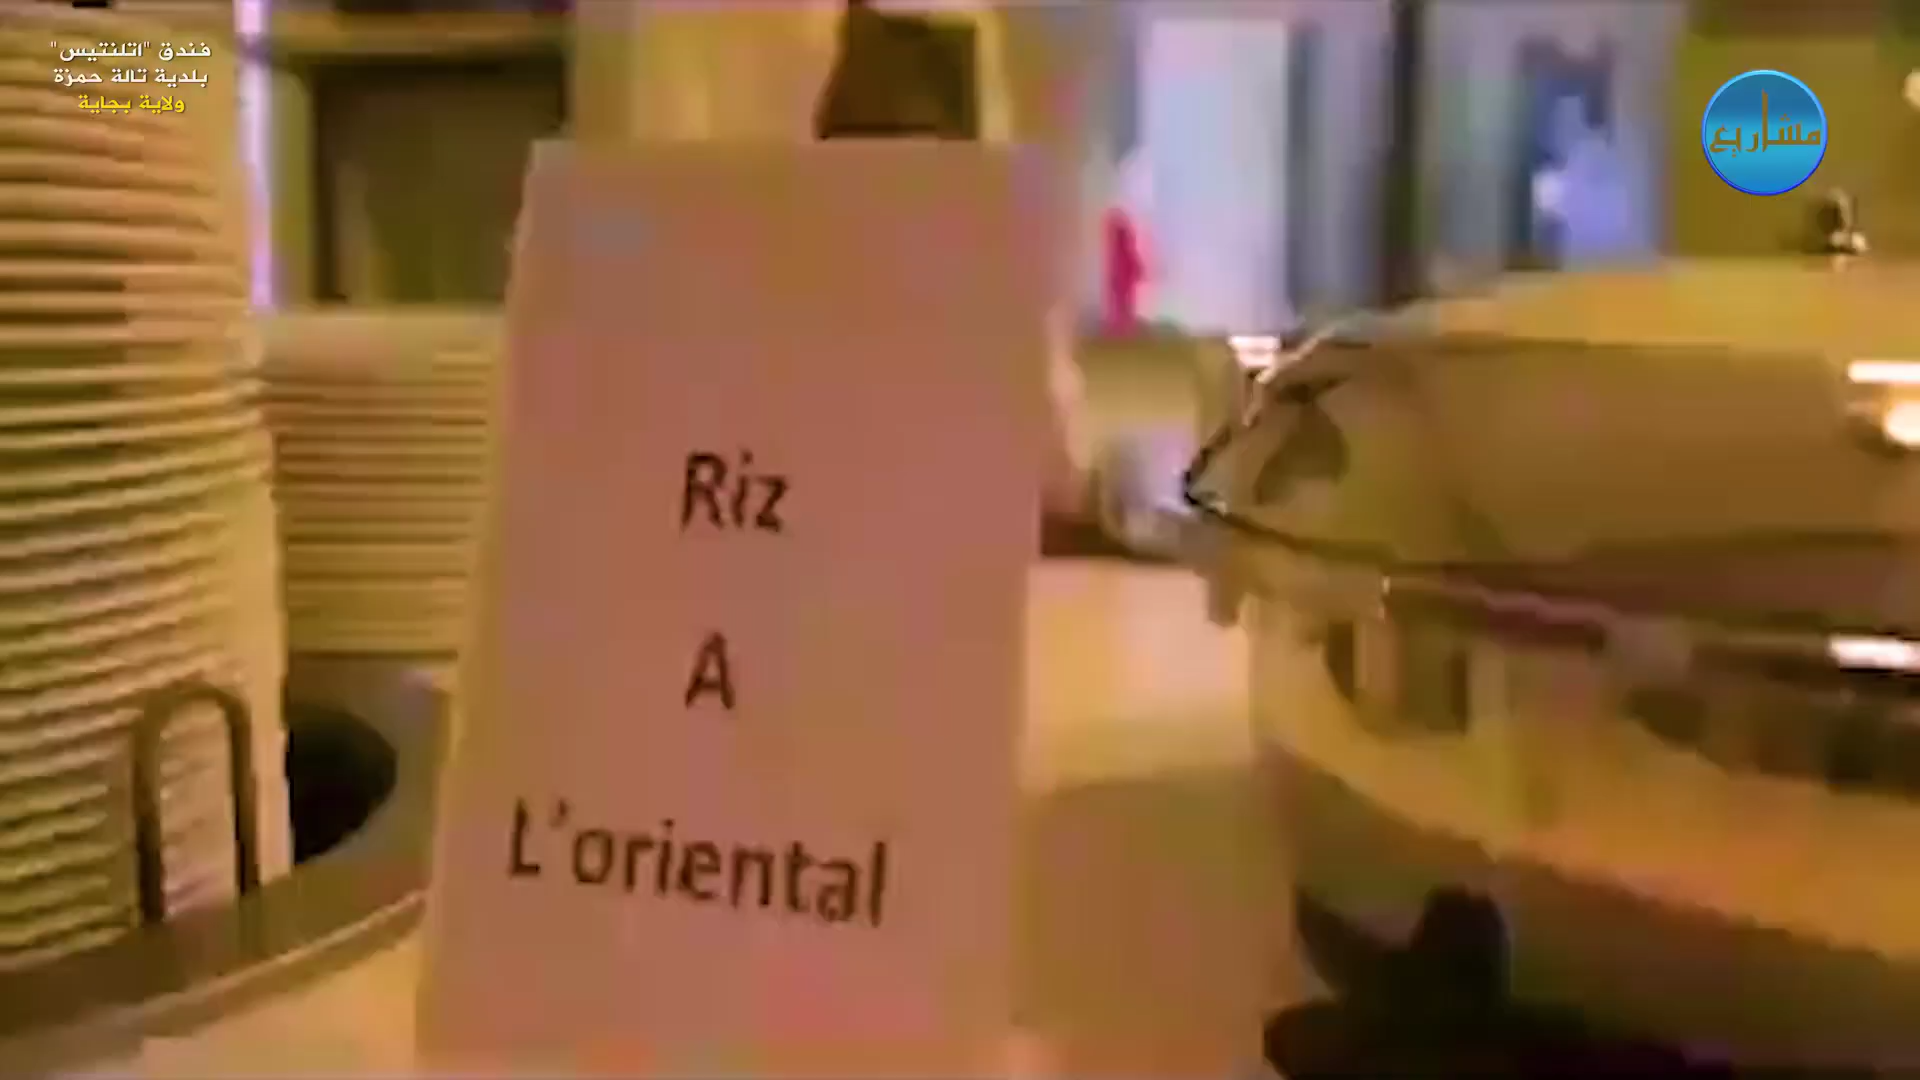 فندق "اتلنتيس"
بلدية تالة حمزة
ولاية بجاية
مشاريع
Riz
A
L'oriental